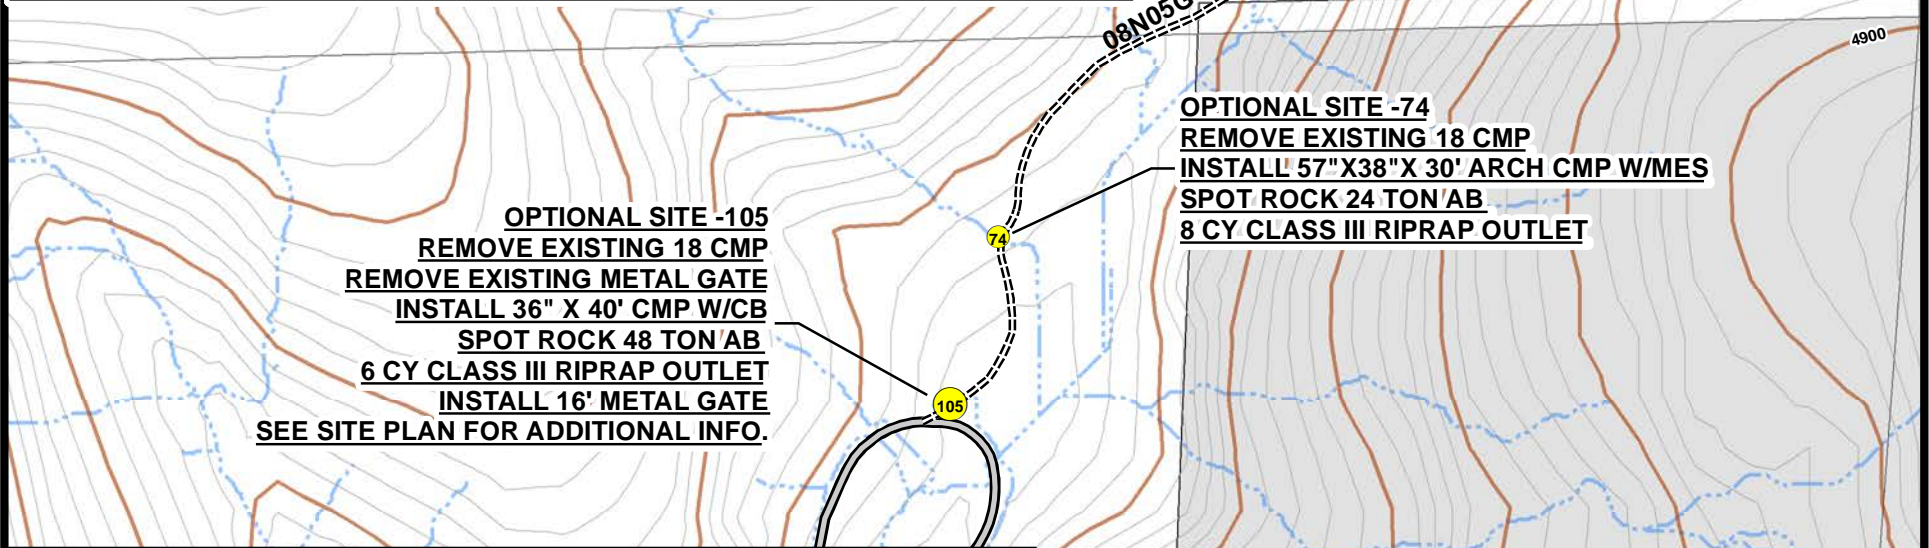 08N05G
4900
OPTIONAL SITE -74
REMOVE EXISTING 18 CMP
INSTALL 57"X38"X 30' ARCH CMP W/MES
SPOT ROCK 24 TON AB
8 CY CLASS III RIPRAP OUTLET
OPTIONAL SITE -105
REMOVE EXISTING 18 CMP
REMOVE EXISTING METAL GATE
INSTALL 36" X 40' CMP W/CB
SPOT ROCK 48 TON AB
6 CY CLASS III RIPRAP OUTLET
INSTALL 16' METAL GATE
SEE SITE PLAN FOR ADDITIONAL INFO.
74
105